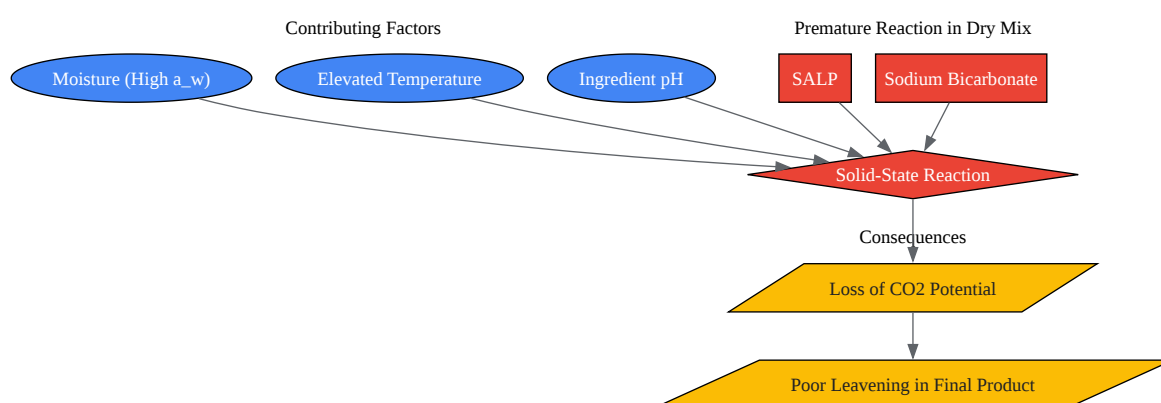 Contributing Factors
Premature Reaction in Dry Mix
Moisture (High a_w)
Elevated Temperature
Ingredient pH
SALP
Sodium Bicarbonate
Solid-State Reaction
Consequences
Loss of CO2 Potential
Poor Leavening in Final Product